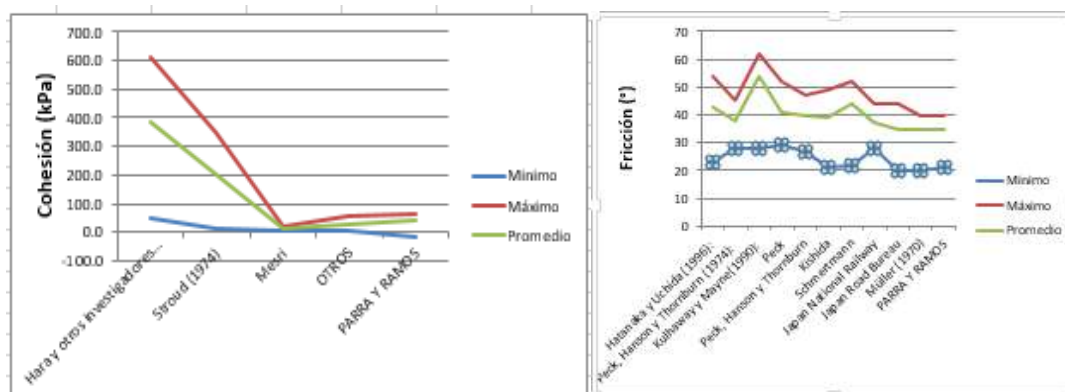 Cohesión (kPa)
700.0
600.0
500.0
400.0
300.0
200.0
100.0
0.0
-100.0
Hara y otros investigadores...
Stroud (1974)
Mesri
OTROS
PARRA Y RAMOS
Minimo
Máximo
Promedio
Fricción (°)
70
60
50
40
30
20
10
0
Hatanaka y Uchida (1996):
Peck, Hanson y Thornburn (1974):
Kulhaway y Mayne(1990):
Peck
Peck, Hanson y Thornburn
Kishida
Schmertmann
Japan National Railway
Japan Road Bureau
Müller (1970)
PARRA Y RAMOS
Minimo
Máximo
Promedio